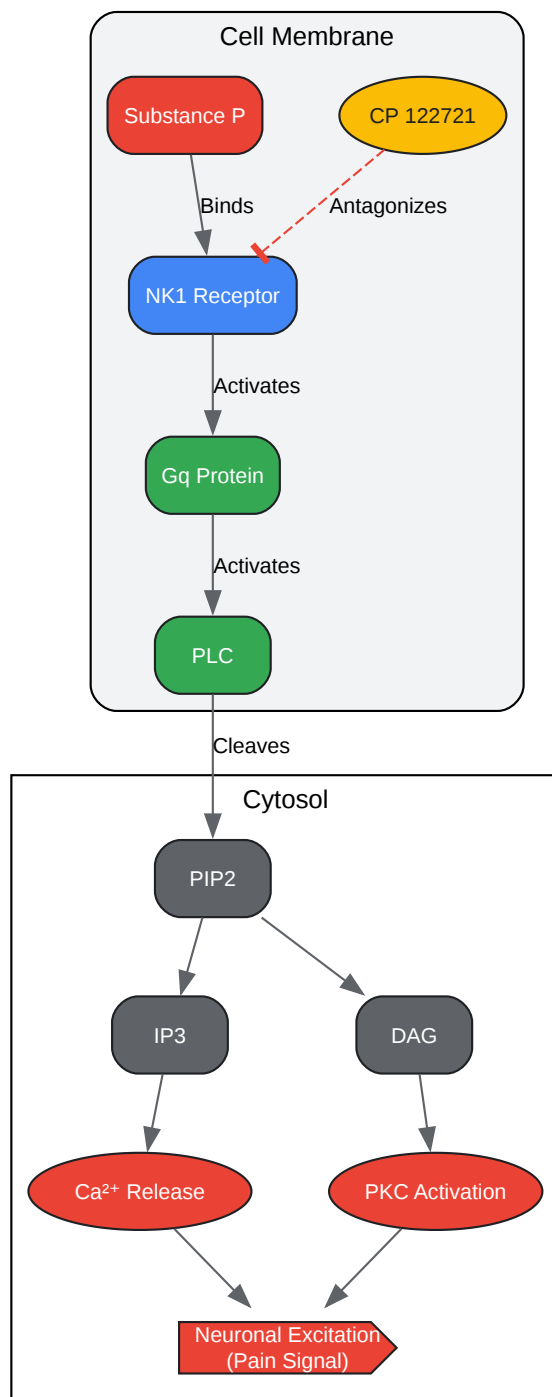 Cell Membrane
Substance P
CP 122721
Binds
Antagonizes
NK1 Receptor
Activates
Gq Protein
Activates
PLC
Cleaves
Cytosol
PIP2
IP3
DAG
Ca²⁺ Release
PKC Activation
Neuronal Excitation
(Pain Signal)